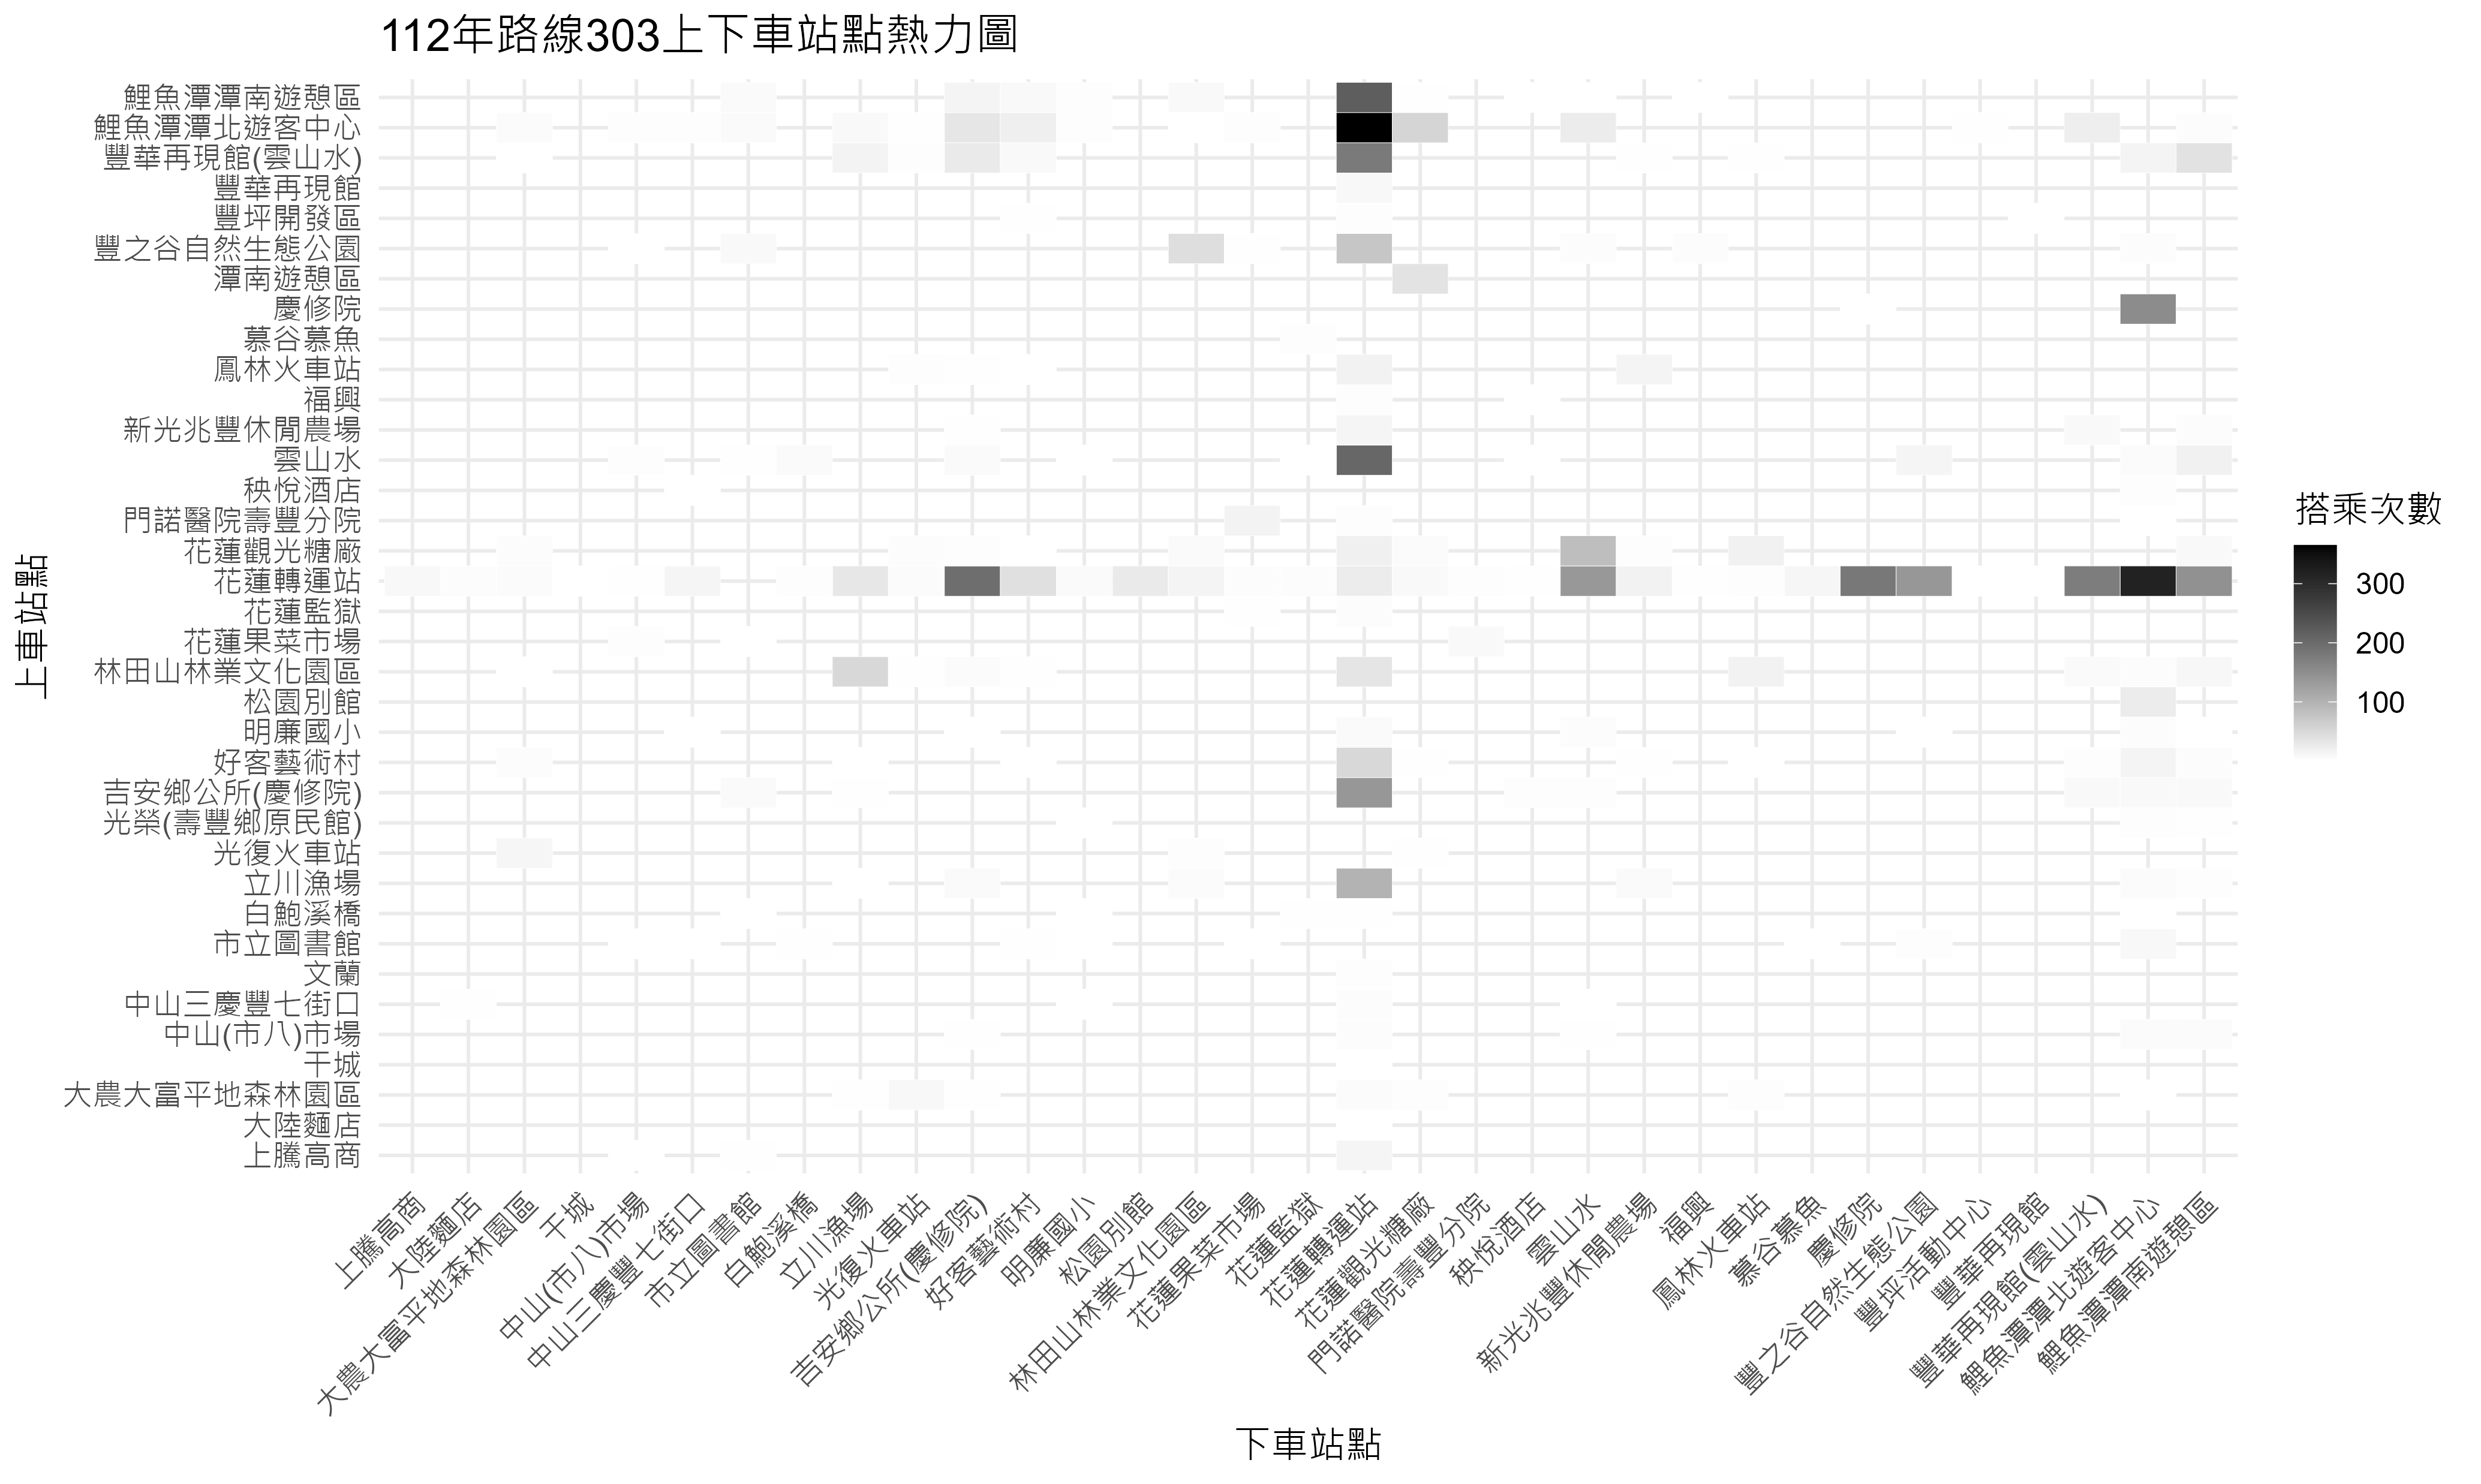 112年路線303上下車站點熱力圖
鯉魚潭潭南遊憩區
鯉魚潭潭北遊客中心
豐華再現館(雲山水)
豐華再現館
豐坪開發區
豐之谷自然生態公園
潭南遊憩區
慶修院
慕谷慕魚
鳳林火車站
福興
新光兆豐休閒農場
雲山水
秧悅酒店
門諾醫院壽豐分院
花蓮觀光糖廠
花蓮轉運站
花蓮監獄
花蓮果菜市場
林田山林業文化園區
松園別館
明廉國小
好客藝術村
吉安鄉公所(慶修院)
光榮(壽豐鄉原民館)
光復火車站
立川漁場
白鮑溪橋
市立圖書館
文蘭
中山三慶豐七街口
中山(市八)市場
干城
大農大富平地森林園區
大陸麵店
上騰高商
上車站點
上騰高商
大陸麵店
大農大富平地森林園區
干城
中山(市八)市場
中山三慶豐七街口
市立圖書館
白鮑溪橋
立川漁場
光復火車站
吉安鄉公所(慶修院)
好客藝術村
明廉國小
松園別館
林田山林業文化園區
花蓮果菜市場
花蓮監獄
花蓮轉運站
花蓮觀光糖廠
門諾醫院壽豐分院
秧悅酒店
雲山水
新光兆豐休閒農場
福興
鳳林火車站
慕谷慕魚
慶修院
豐之谷自然生態公園
豐坪活動中心
豐華再現館
豐華再現館(雲山水)
鯉魚潭潭北遊客中心
鯉魚潭潭南遊憩區
下車站點
搭乘次數
300
200
100